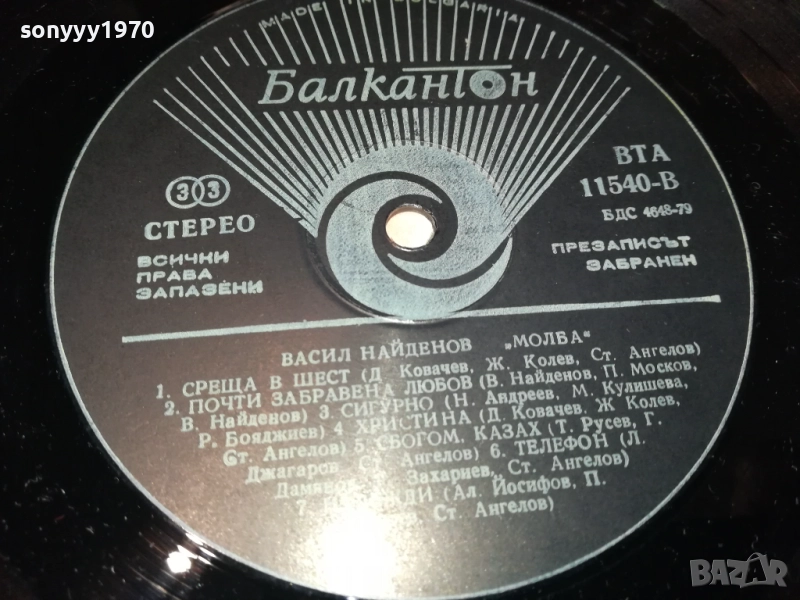 sonyyy1970
MADE IN BULGARIA
Балкантон
33
СТЕРЕО
ВСИЧКИ
ПРАВА
ЗАПАЗЕНИ
ВТА
11540-В
БДС 4648-79
ПРЕЗАПИСЪТ
ЗАБРАНЕН
ВАСИЛ НАЙДЕНОВ „МОЛБА“
1. СРЕЩА В ШЕСТ (Д. Ковачев, Ж. Колев, Ст. Ангелов)
2. ПОЧТИ ЗАБРАВЕНА ЛЮБОВ (В. Найденов, П. Москов,
В. Найденов) 3. СИГУРНО (Н. Андреев, М. Кулишева,
Р. Бояджиев) 4. ХРИСТИНА (Д. Ковачев, Ж Колев,
Ст. Ангелов) 5. СБОГОМ, КАЗАХ (Т. Русев, Г.
Джагаров, Ст. Ангелов) 6. ТЕЛЕФОН (Л.
Захариев, Ст. Ангелов)
7. (Ал. Йосифов, П.
Ст. Ангелов)
BAZAR